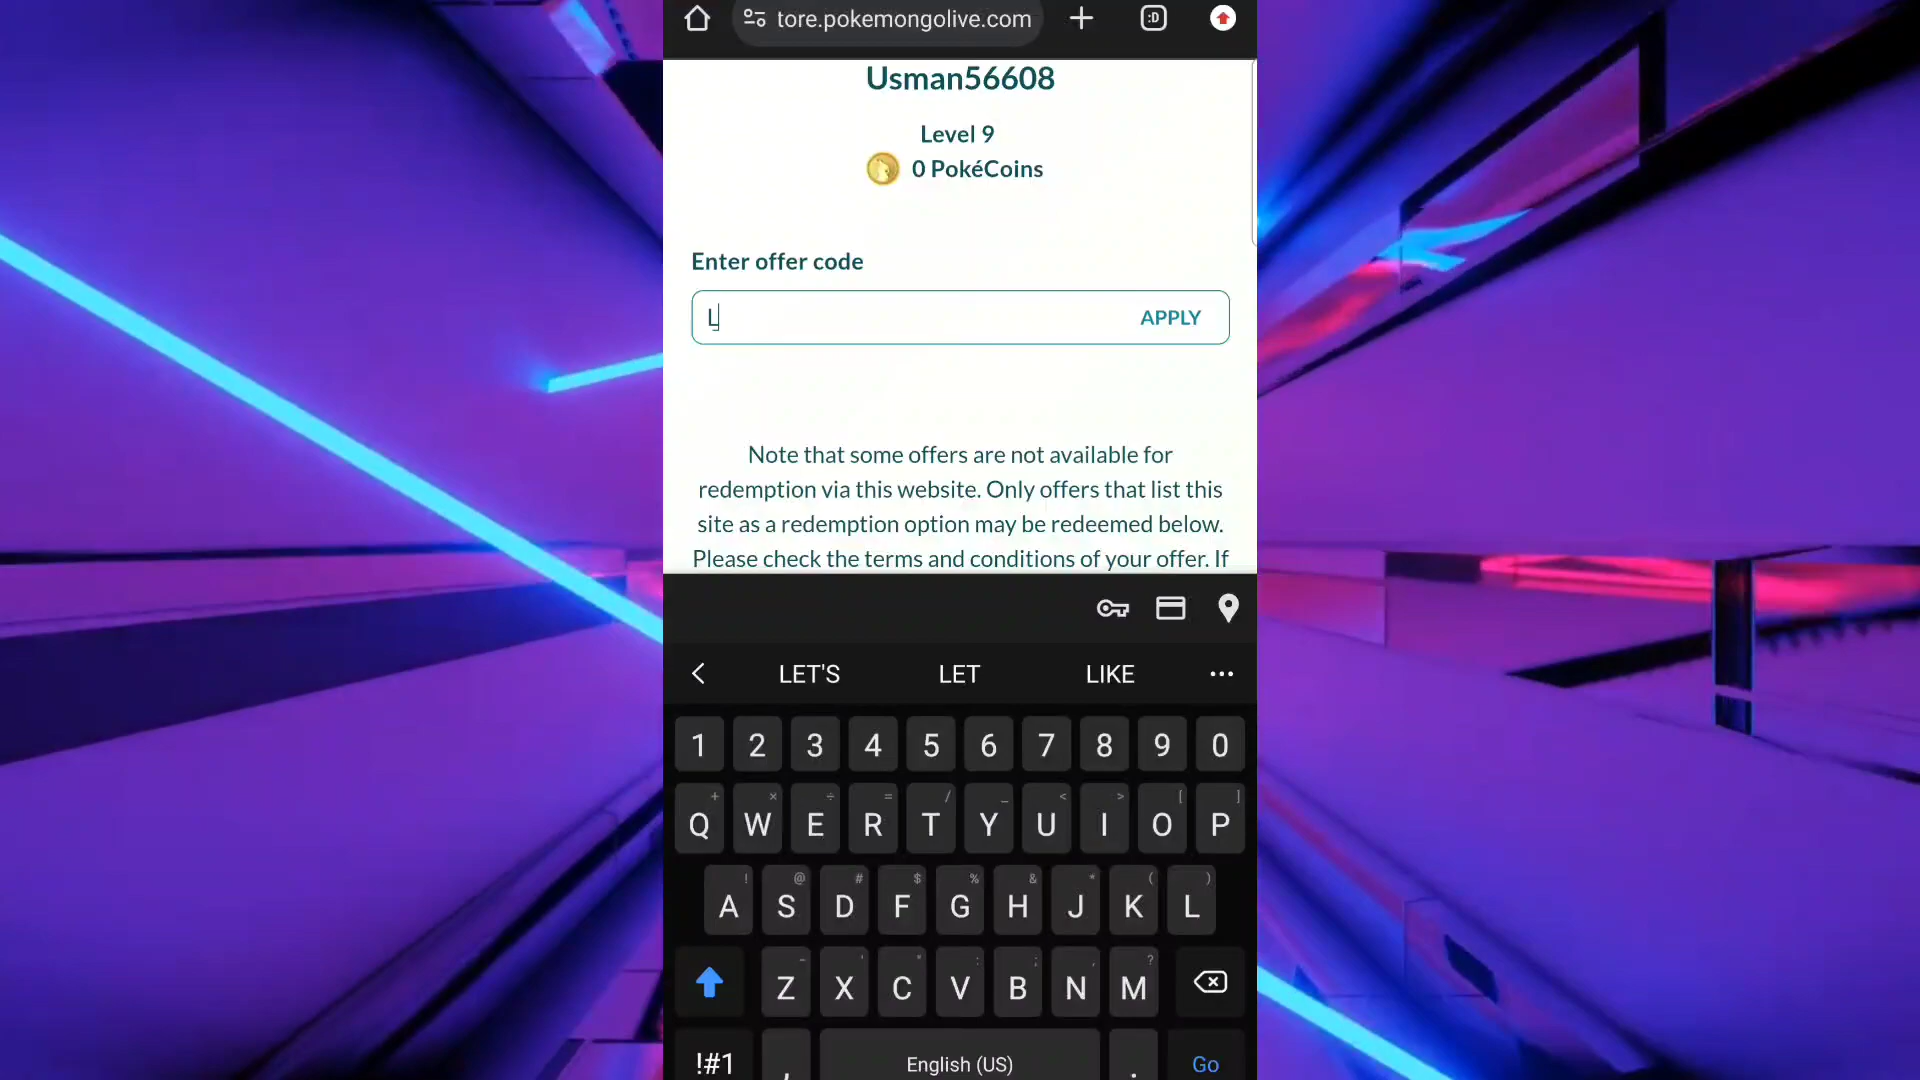 :D
tore.pokemongolive.com
Usman56608
Level 9
0 PokéCoins
Enter offer code
L
APPLY
Note that some offers are not available for
redemption via this website. Only offers that list this
site as a redemption option may be redeemed below.
Please check the terms and conditions of your offer. If
LET'S LET LIKE ...
1 2 3 4 5 6 7 8 9 0
+ × ÷ = / _ < > [ ]
Q W E R T Y U I O P
! @ # $ % & * ( )
A S D F G H J K L
- ' " : ; , ?
Z X C V B N M
!#1 , English (US) . Go